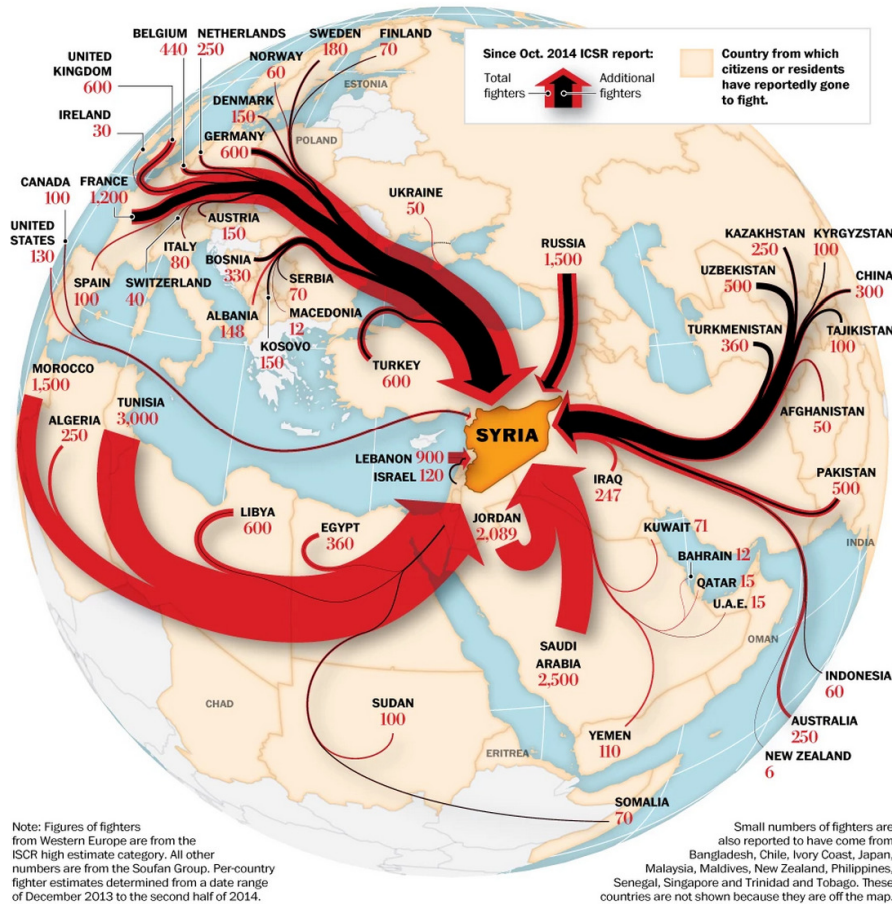 BELGIUM
440
NETHERLANDS
250
SWEDEN
180
FINLAND
70
NORWAY
60
UNITED
KINGDOM
600
DENMARK
150
ESTONIA
IRELAND
30
GERMANY
600
POLAND
Since Oct. 2014 ICSR report:
Total
fighters
Additional
fighters
Country from which
citizens or residents
have reportedly gone
to fight.
CANADA
100
FRANCE
1,200
UNITED
STATES
130
AUSTRIA
150
UKRAINE
50
RUSSIA
1,500
KAZAKHSTAN
250
KYRGYZSTAN
100
ITALY
80
BOSNIA
330
UZBEKISTAN
500
CHINA
300
SPAIN
100
SWITZERLAND
40
SERBIA
70
ALBANIA
148
MACEDONIA
12
KOSOVO
150
TURKMENISTAN
360
TAJIKISTAN
100
MOROCCO
1,500
TUNISIA
3,000
TURKEY
600
ALGERIA
250
AFGHANISTAN
50
SYRIA
LEBANON 900
ISRAEL 120
IRAQ
247
PAKISTAN
500
LIBYA
600
EGYPT
360
JORDAN
2,089
KUWAIT 71
BAHRAIN 12
QATAR 15
U.A.E. 15
INDIA
OMAN
SAUDI
ARABIA
2,500
INDONESIA
60
CHAD
SUDAN
100
YEMEN
110
AUSTRALIA
250
ERITREA
NEW ZEALAND
6
SOMALIA
70
Note: Figures of fighters
from Western Europe are from the
ISCR high estimate category. All other
numbers are from the Soufan Group. Per-country
fighter estimates determined from a date range
of December 2013 to the second half of 2014.
Small numbers of fighters are
also reported to have come from
Bangladesh, Chile, Ivory Coast, Japan,
Malaysia, Maldives, New Zealand, Philippines,
Senegal, Singapore and Trinidad and Tobago. These
countries are not shown because they are off the map.